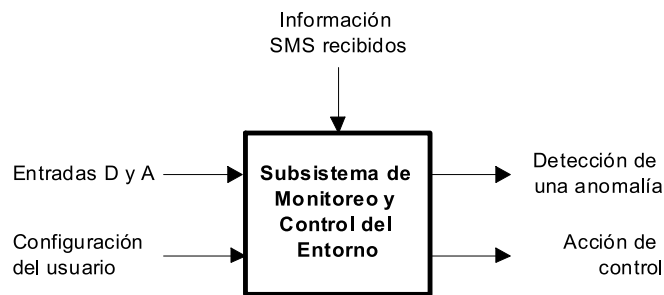 Información
SMS recibidos
Entradas D y A
Configuración
del usuario
Subsistema de
Monitoreo y
Control del
Entorno
Detección de
una anomalía
Acción de
control